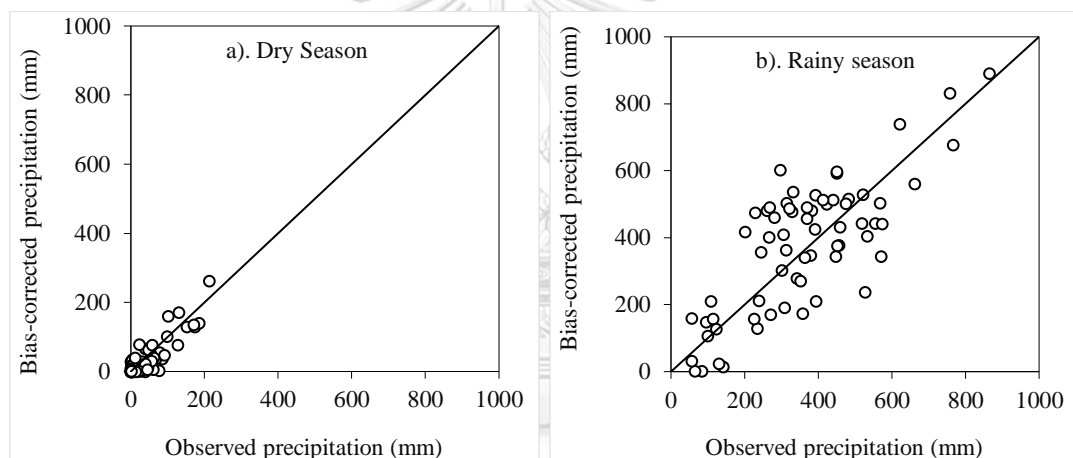 a). Dry Season
Bias-corrected precipitation (mm)
1000
800
600
400
200
0
0 200 400 600 800 1000
Observed precipitation (mm)
b). Rainy season
Bias-corrected precipitation (mm)
1000
800
600
400
200
0
0 200 400 600 800 1000
Observed precipitation (mm)